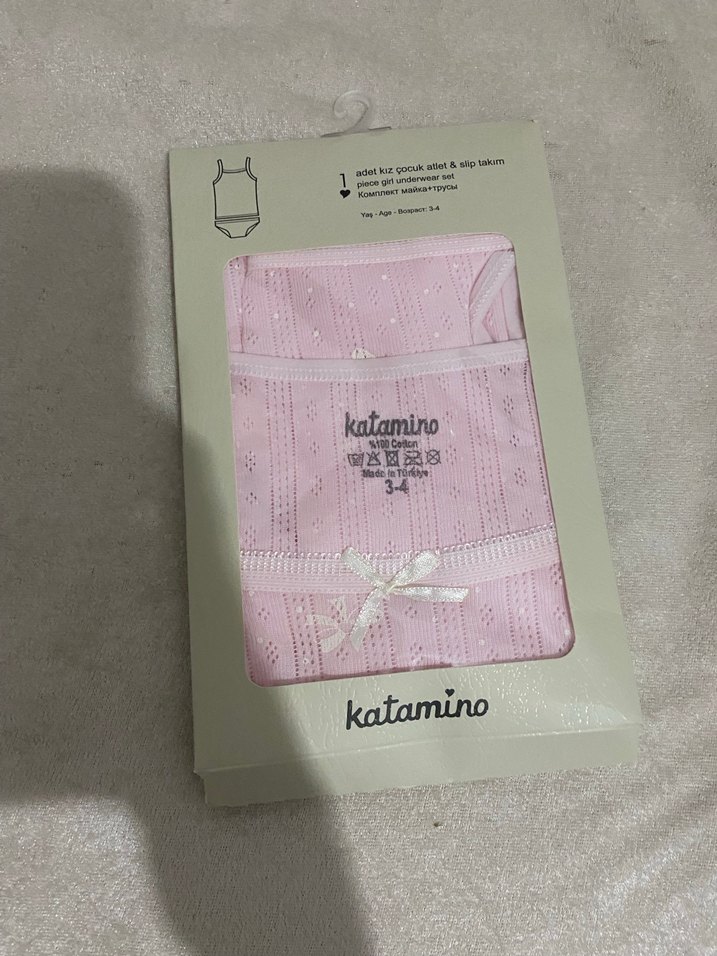 1
adet kız çocuk atlet & slip takım
piece girl underwear set
Комплект майка+трусы
Yaş - Age - Возраст: 3-4
katamino
%100 Cotton
Made in Türkiye
3-4
katamino